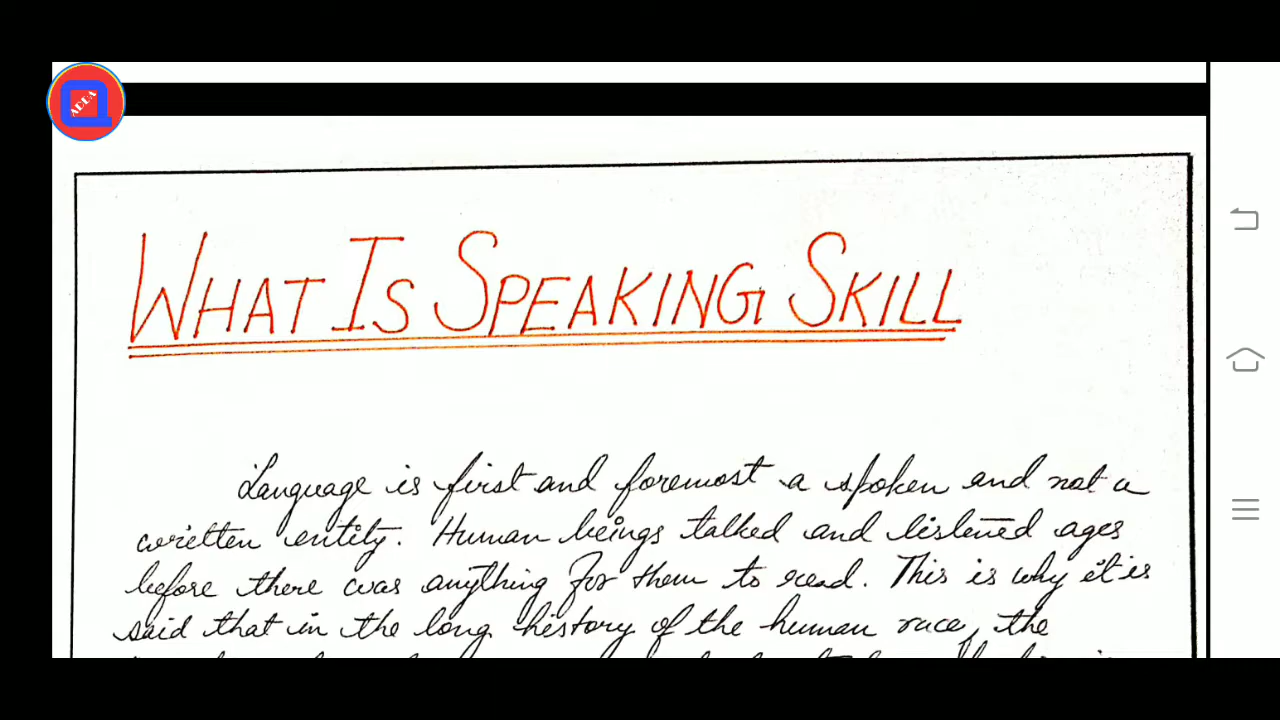 ADDA
WHAT IS SPEAKING SKILL
Language is first and foremost a spoken and not a
written entity. Human beings talked and listened ages
before there was anything for them to read. This is why it is
said that in the long history of the human race, the